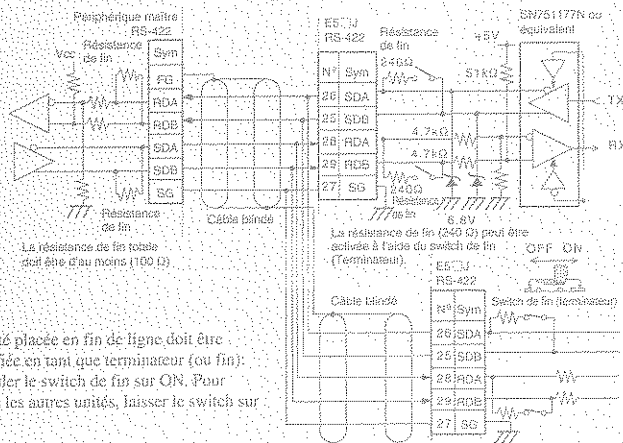 Périphérique maître
RS-422
Résistance
de fin
Vcc
Sym
FG
RDA
RDB
SDA
SDB
SG
Résistance
de fin
La résistance de fin totale
doit être d'au moins (100 Ω)
Câble blindé
E5□J
RS-422
N° Sym
26 SDA
25 SDB
28 RDA
29 RDB
27 SG
Résistance
de fin
240Ω
4.7kΩ
4.7kΩ
240Ω
Résistance
de fin
6.8V
+5V
51kΩ
SN751177N ou
équivalent
TX
RX
La résistance de fin (240 Ω) peut être
activée à l'aide du switch de fin
(Terminateur).
OFF ON
Câble blindé
E5□J
RS-422
Switch de fin (terminateur)
N° Sym
26 SDA
25 SDB
28 RDA
29 RDB
27 SG
té placée en fin de ligne doit être
fiée en tant que terminateur (ou fin):
ler le switch de fin sur ON. Pour
les autres unités, laisser le switch sur